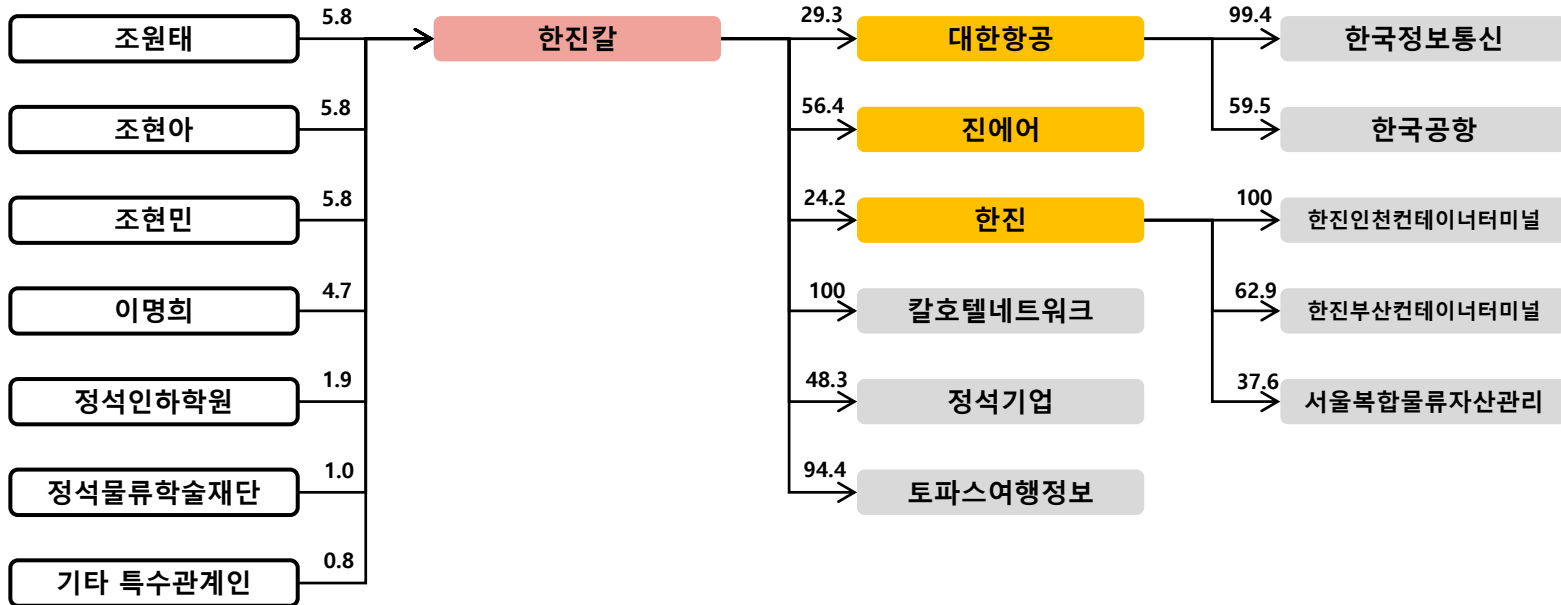 5.8
29.3
99.4
조원태
한진칼
대한항공
한국정보통신
5.8
56.4
59.5
조현아
진에어
한국공항
5.8
24.2
100
조현민
한진
한진인천컨테이너터미널
4.7
100
62.9
이명희
칼호텔네트워크
한진부산컨테이너터미널
1.9
48.3
37.6
정석인하학원
정석기업
서울복합물류자산관리
1.0
94.4
정석물류학술재단
토파스여행정보
0.8
기타 특수관계인